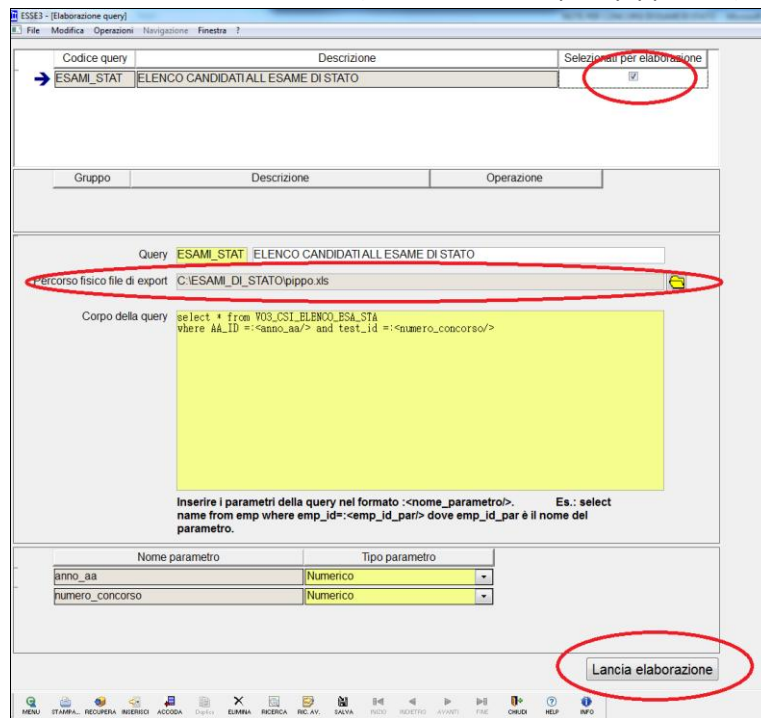 ESSE3 - [Elaborazione query]
File Modifica Operazioni Navigazione Finestra ?
Codice query Descrizione Selezionati per elaborazione
ESAMI_STAT ELENCO CANDIDATI ALL ESAME DI STATO
Gruppo Descrizione Operazione
Query ESAMI_STAT ELENCO CANDIDATI ALL ESAME DI STATO
Percorso fisico file di export C:\ESAMI_DI_STATO\pippo.xls
Corpo della query select * from V03_CSI_ELENCO_ESA_STA
where AA_ID =:<anno_aa/> and test_id =:<numero_concorso/>
Inserire i parametri della query nel formato :<nome_parametro/>. Es.: select
name from emp where emp_id=:<emp_id_par/> dove emp_id_par è il nome del
parametro.
Nome parametro Tipo parametro
anno_aa Numerico
numero_concorso Numerico
Lancia elaborazione
MENU STAMPA... RECUPERA INSERISCI ACCODA Duplica ELIMINA RICERCA RIC. AV. SALVA INIZIO INDIETRO AVANTI FINE CHIUDI HELP INFO